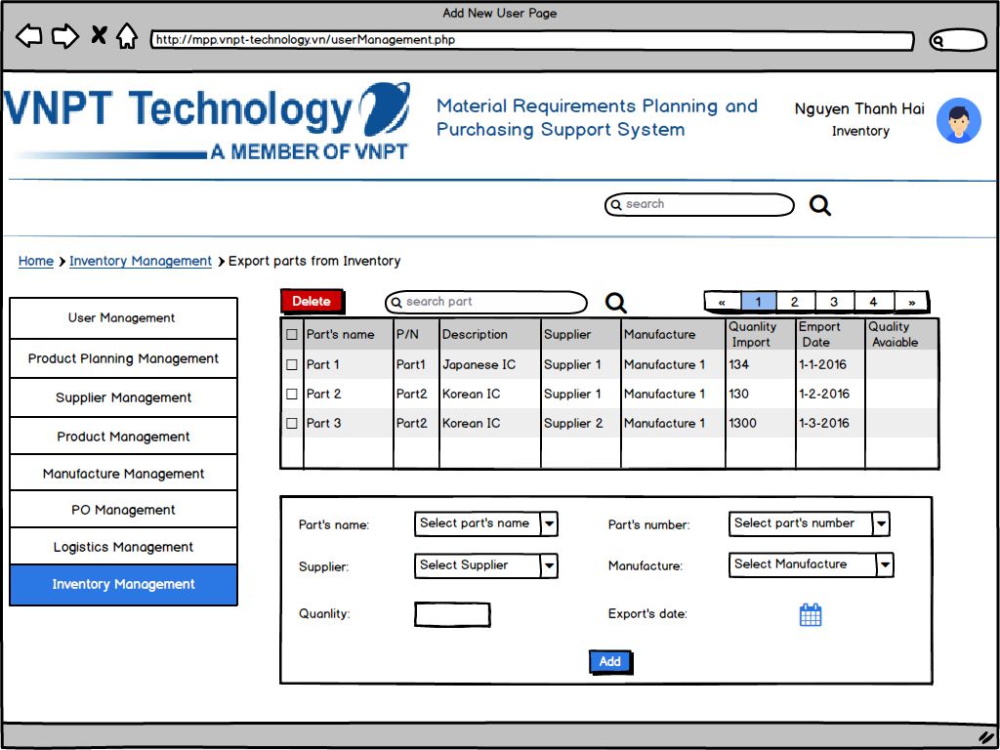 Add New User Page
http://mpp.vnpt-technology.vn/userManagement.php
VNPT Technology
A MEMBER OF VNPT
Material Requirements Planning and
Purchasing Support System
Nguyen Thanh Hai
Inventory
search
Home Inventory Management Export parts from Inventory
User Management
Product Planning Management
Supplier Management
Product Management
Manufacture Management
PO Management
Logistics Management
Inventory Management
Delete search part « 1 2 3 4 »
Part's name P/N Description Supplier Manufacture Quanlity Import Emport Date Quality Avaiable
Part 1 Part1 Japanese IC Supplier 1 Manufacture 1 134 1-1-2016
Part 2 Part2 Korean IC Supplier 1 Manufacture 1 130 1-2-2016
Part 3 Part2 Korean IC Supplier 2 Manufacture 1 1300 1-3-2016
Part's name: Select part's name Part's number: Select part's number
Supplier: Select Supplier Manufacture: Select Manufacture
Quanlity: Export's date:
Add